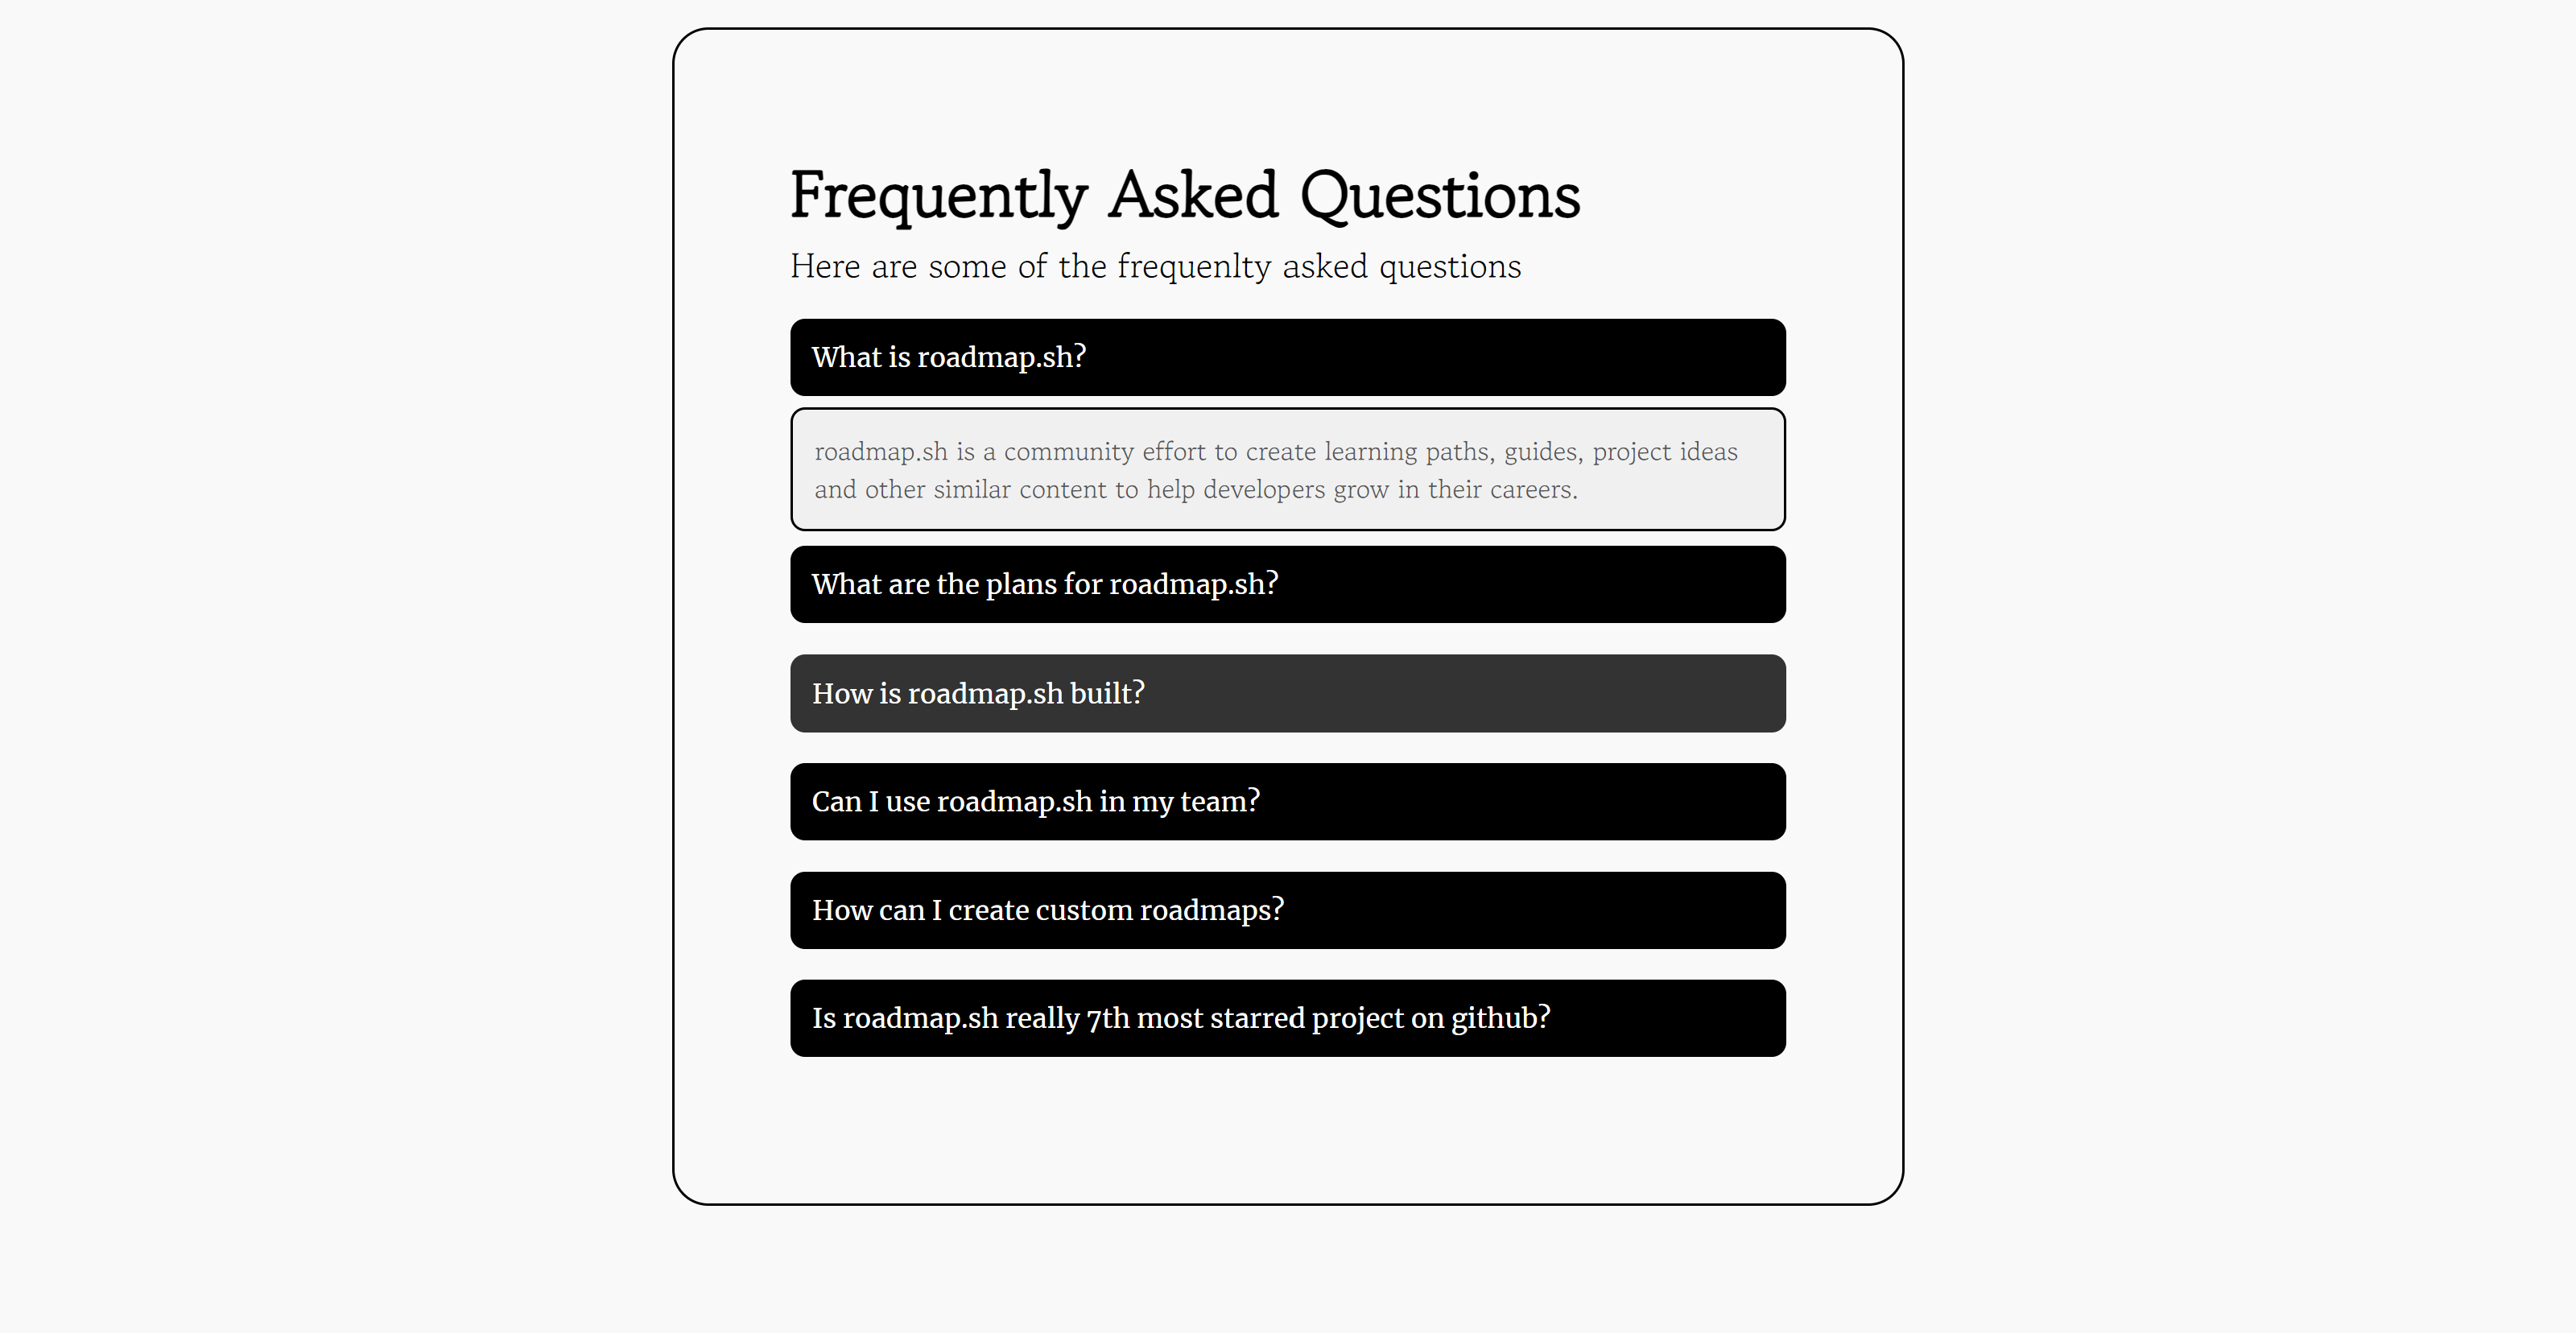 Frequently Asked Questions
Here are some of the frequenlty asked questions
What is roadmap.sh?
roadmap.sh is a community effort to create learning paths, guides, project ideas
and other similar content to help developers grow in their careers.
What are the plans for roadmap.sh?
How is roadmap.sh built?
Can I use roadmap.sh in my team?
How can I create custom roadmaps?
Is roadmap.sh really 7th most starred project on github?